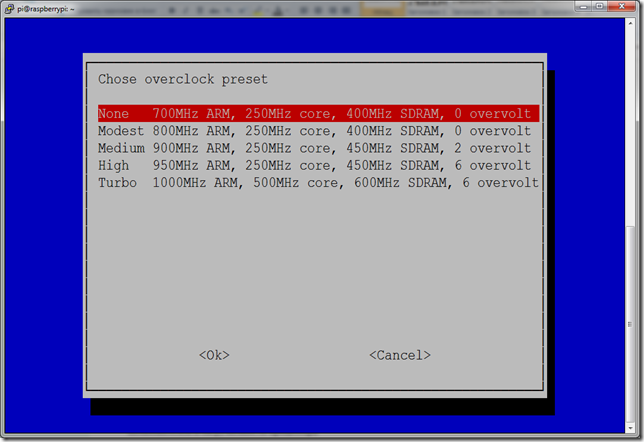 pi@raspberrypi: ~
Chose overclock preset
None 700MHz ARM, 250MHz core, 400MHz SDRAM, 0 overvolt
Modest 800MHz ARM, 250MHz core, 400MHz SDRAM, 0 overvolt
Medium 900MHz ARM, 250MHz core, 450MHz SDRAM, 2 overvolt
High 950MHz ARM, 250MHz core, 450MHz SDRAM, 6 overvolt
Turbo 1000MHz ARM, 500MHz core, 600MHz SDRAM, 6 overvolt
<Ok> <Cancel>